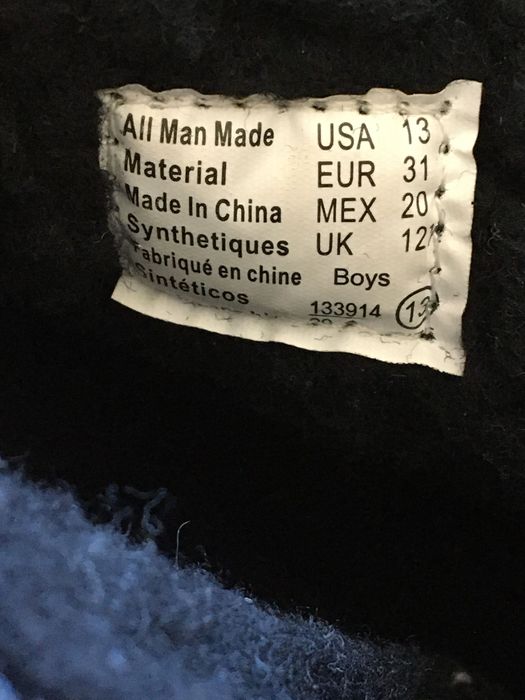 All Man Made USA 13
Material EUR 31
Made In China MEX 20
Synthetiques UK 12
Fabriqué en chine Boys
Sintéticos 133914 13